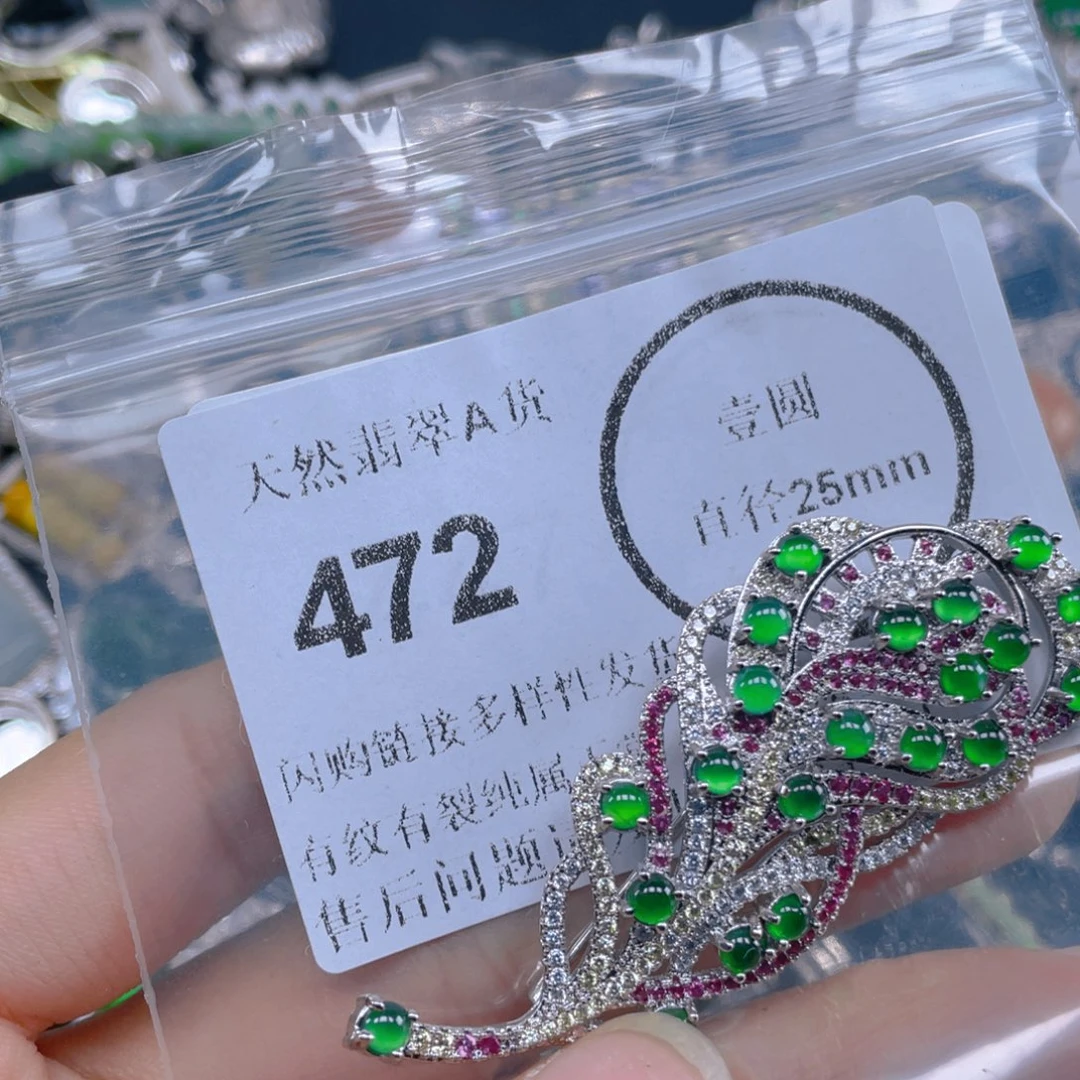 天然翡翠A货
472
壹圆
直径25mm
闪购链接多样性发货
有纹有裂纯属
售后问题